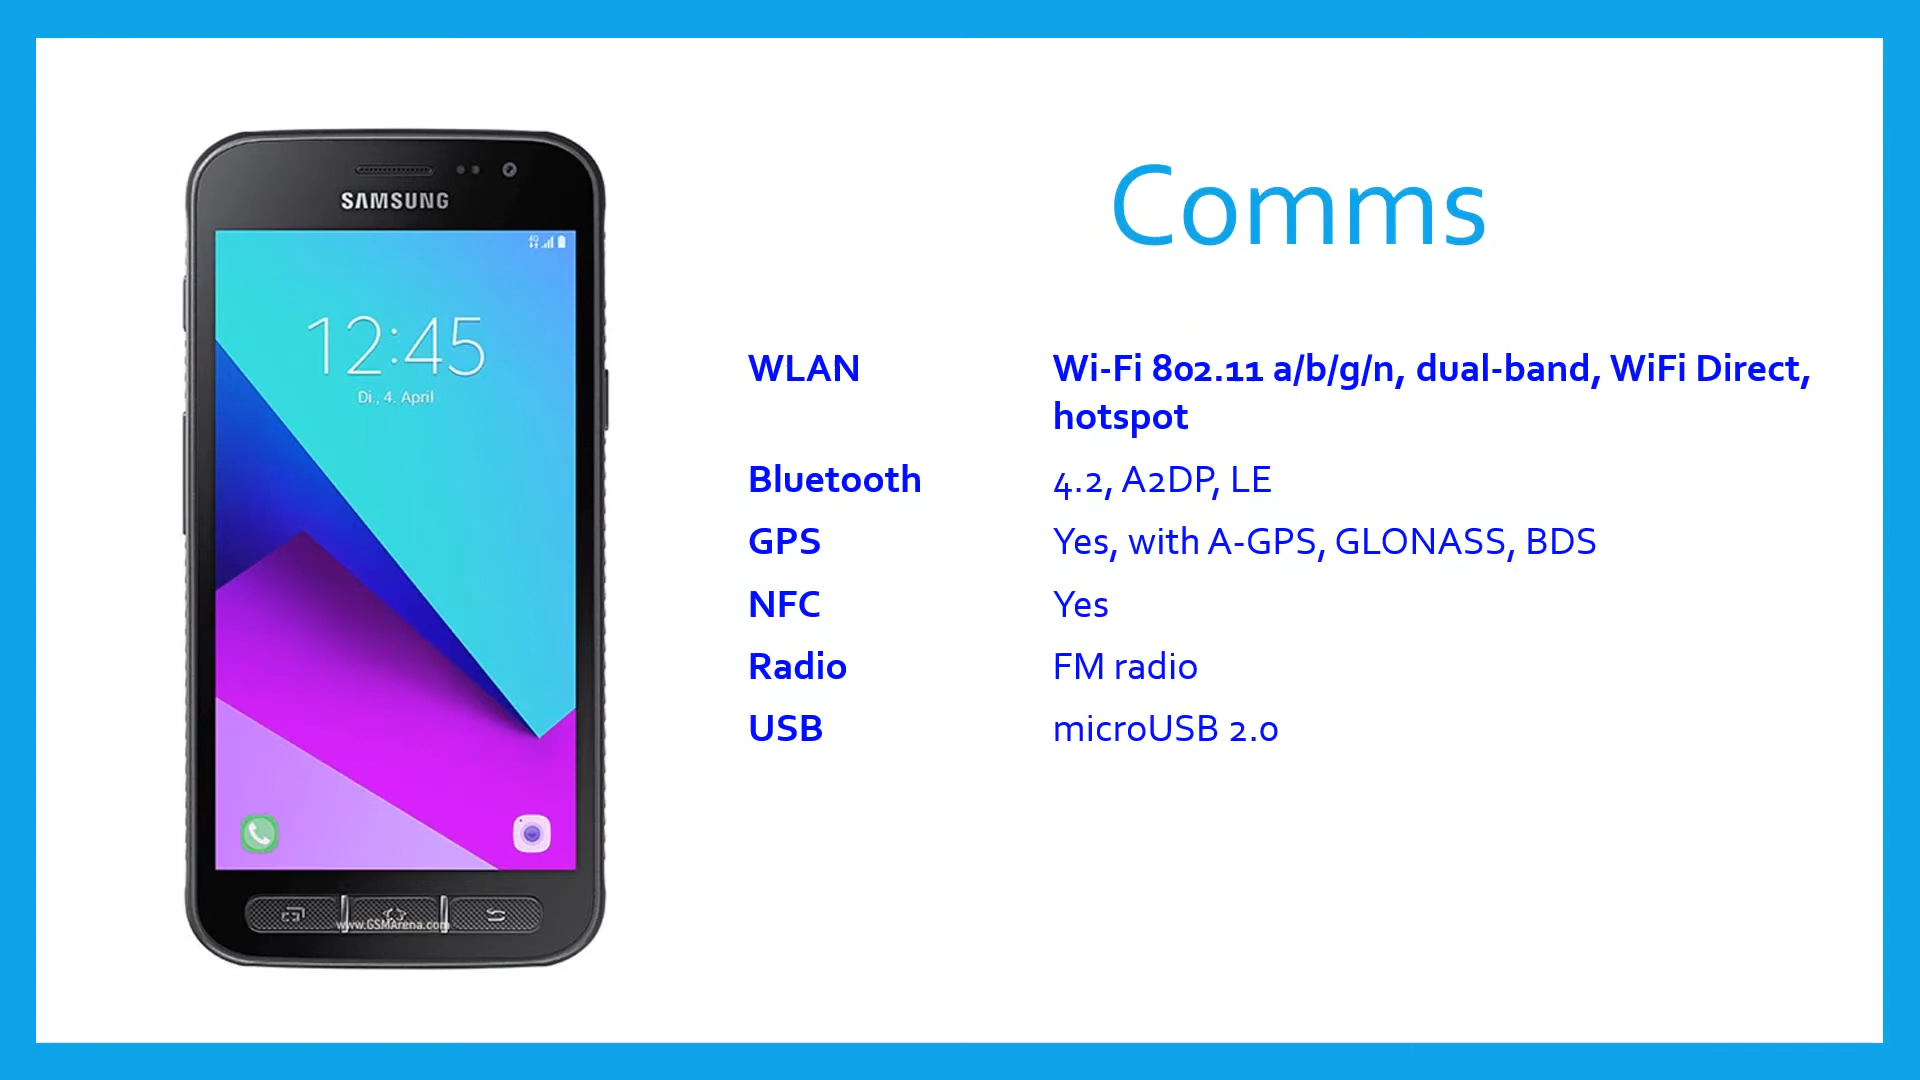 SAMSUNG
4G
12:45
Di., 4. April
www.GSMArena.com
Comms
WLAN Wi-Fi 802.11 a/b/g/n, dual-band, WiFi Direct,
hotspot
Bluetooth 4.2, A2DP, LE
GPS Yes, with A-GPS, GLONASS, BDS
NFC Yes
Radio FM radio
USB microUSB 2.0